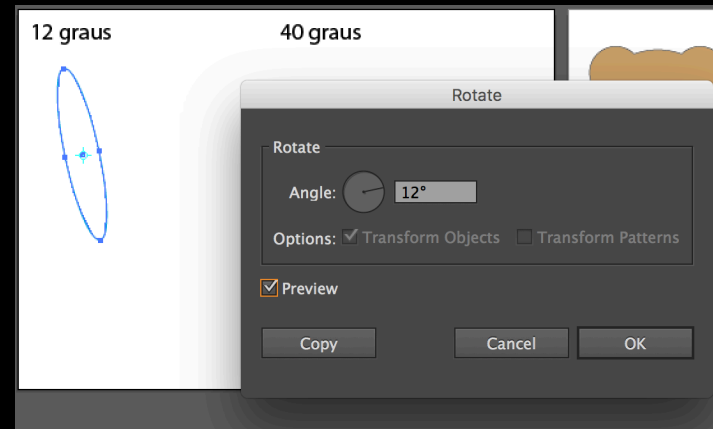 12 graus
40 graus
Rotate
Rotate
Angle: 12°
Options: Transform Objects Transform Patterns
Preview
Copy Cancel OK